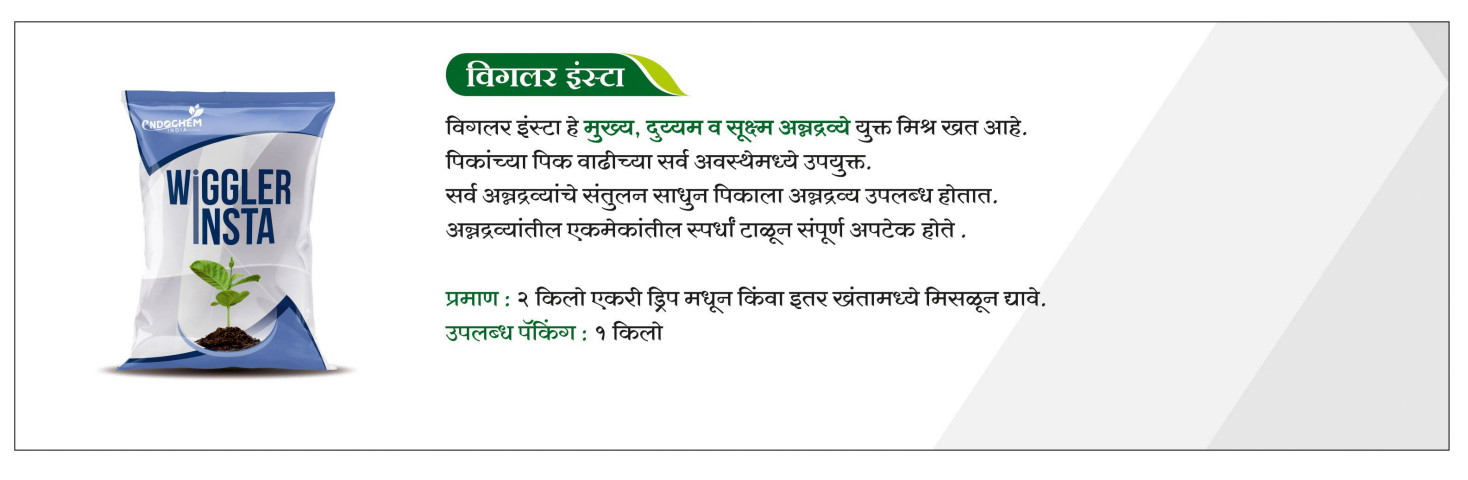 ENDOCHEM
INDIA
WiGGLER
INSTA
विगलर इंस्टा
विगलर इंस्टा हे मुख्य, दुय्यम व सूक्ष्म अन्नद्रव्ये युक्त मिश्र खत आहे.
पिकांच्या पिक वाढीच्या सर्व अवस्थेमध्ये उपयुक्त.
सर्व अन्नद्रव्यांचे संतुलन साधुन पिकाला अन्नद्रव्य उपलब्ध होतात.
अन्नद्रव्यांतील एकमेकांतील स्पर्धां टाळून संपूर्ण अपटेक होते .
प्रमाण : २ किलो एकरी ड्रिप मधून किंवा इतर खंतामध्ये मिसळून द्यावे.
उपलब्ध पॅकिंग : १ किलो